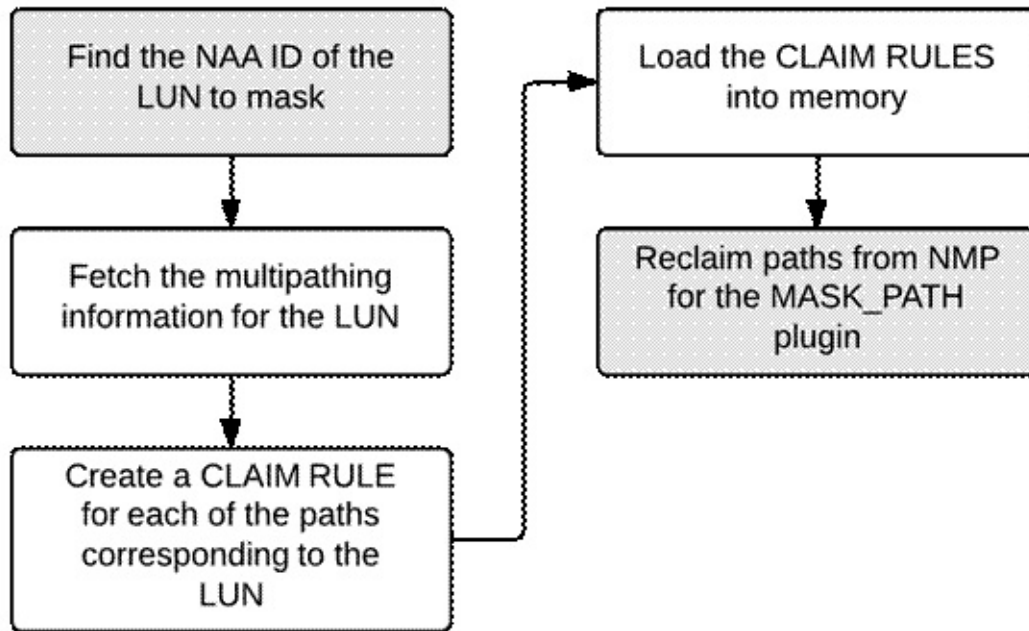 Find the NAA ID of the
LUN to mask
Fetch the multipathing
information for the LUN
Create a CLAIM RULE
for each of the paths
corresponding to the
LUN
Load the CLAIM RULES
into memory
Reclaim paths from NMP
for the MASK_PATH
plugin